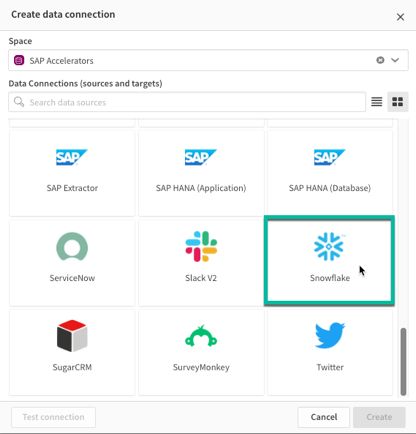 Create data connection
Space
SAP Accelerators
Data Connections (sources and targets)
Search data sources
SAP SAP SAP
SAP Extractor SAP HANA (Application) SAP HANA (Database)
ServiceNow Slack V2 Snowflake
SugarCRM SurveyMonkey Twitter
Test connection Cancel Create